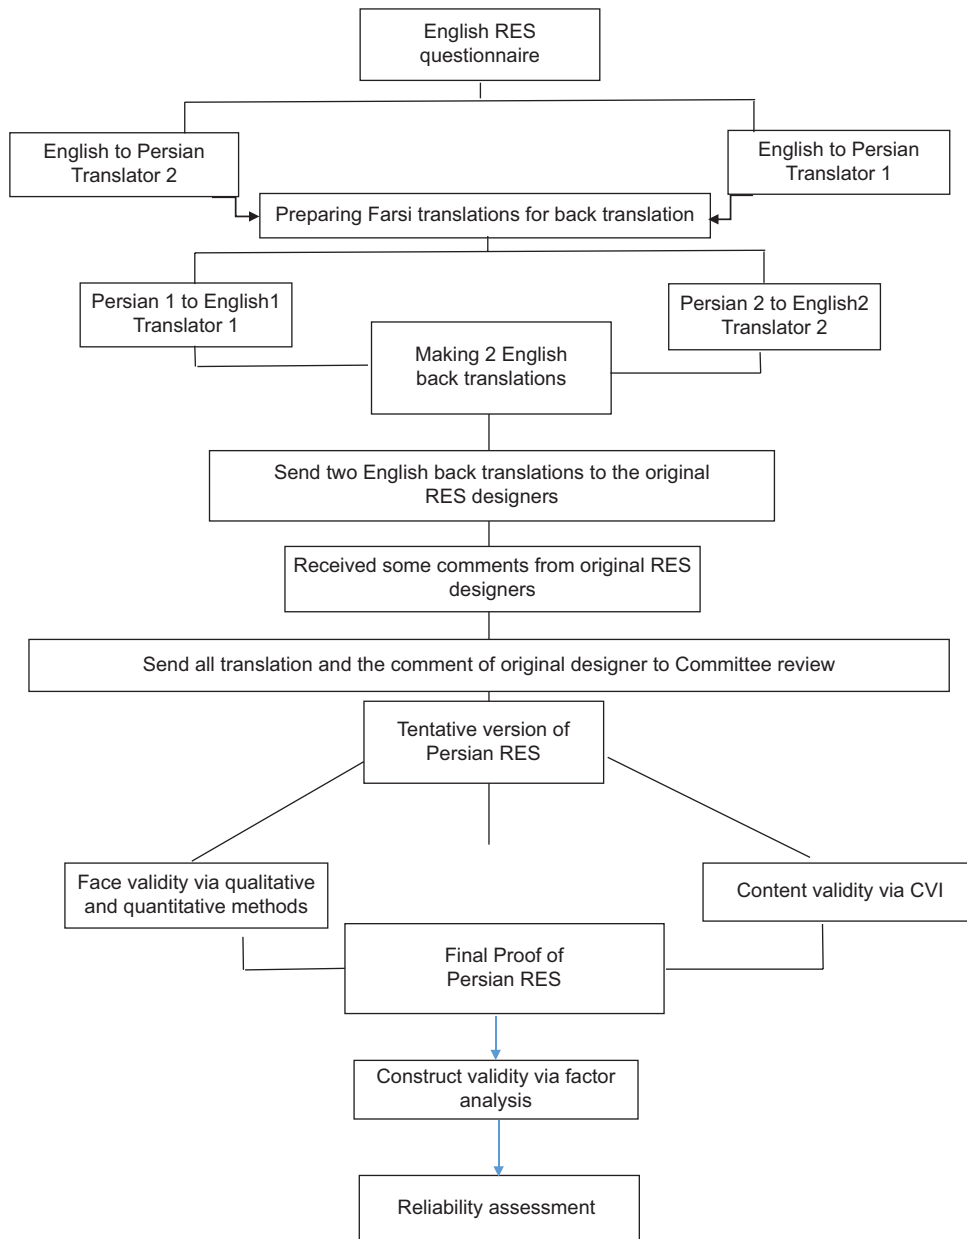 English RES
questionnaire
English to Persian
Translator 2
English to Persian
Translator 1
Preparing Farsi translations for back translation
Persian 1 to English1
Translator 1
Persian 2 to English2
Translator 2
Making 2 English
back translations
Send two English back translations to the original
RES designers
Received some comments from original RES
designers
Send all translation and the comment of original designer to Committee review
Tentative version of
Persian RES
Face validity via qualitative
and quantitative methods
Content validity via CVI
Final Proof of
Persian RES
Construct validity via factor
analysis
Reliability assessment